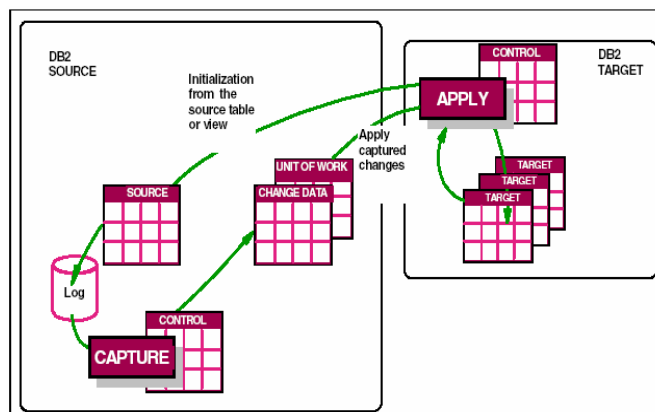 DB2
SOURCE
Initialization
from the
source table
or view
SOURCE
Log
CAPTURE
CONTROL
UNIT OF WORK
CHANGE DATA
Apply
captured
changes
DB2
TARGET
CONTROL
APPLY
TARGET
TARGET
TARGET